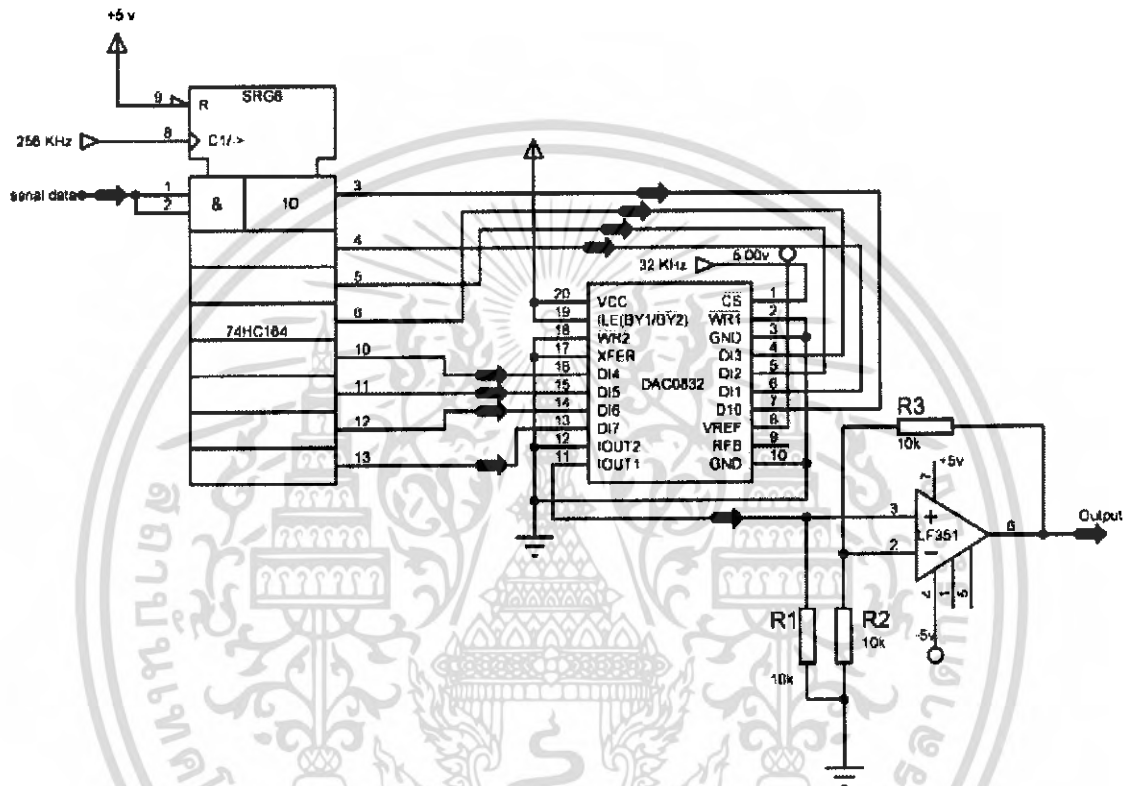 +5 v
9
R
SRG8
256 KHz
8
C1/->
serial data
1
2
&
1D
3
4
5
6
74HC164
10
11
12
13
32 KHz
5.00v
20
VCC
CS
1
19
ILE(BY1/BY2)
WR1
2
18
WR2
GND
3
17
XFER
DI3
4
16
DI4
DAC0832
DI2
5
15
DI5
DI1
6
14
DI6
D10
7
13
DI7
VREF
8
12
IOUT2
RFB
9
11
IOUT1
GND
10
R3
10k
+5v
7
3
+
LF351
6
Output
2
−
4
1
5
-5v
R1
10k
R2
10k